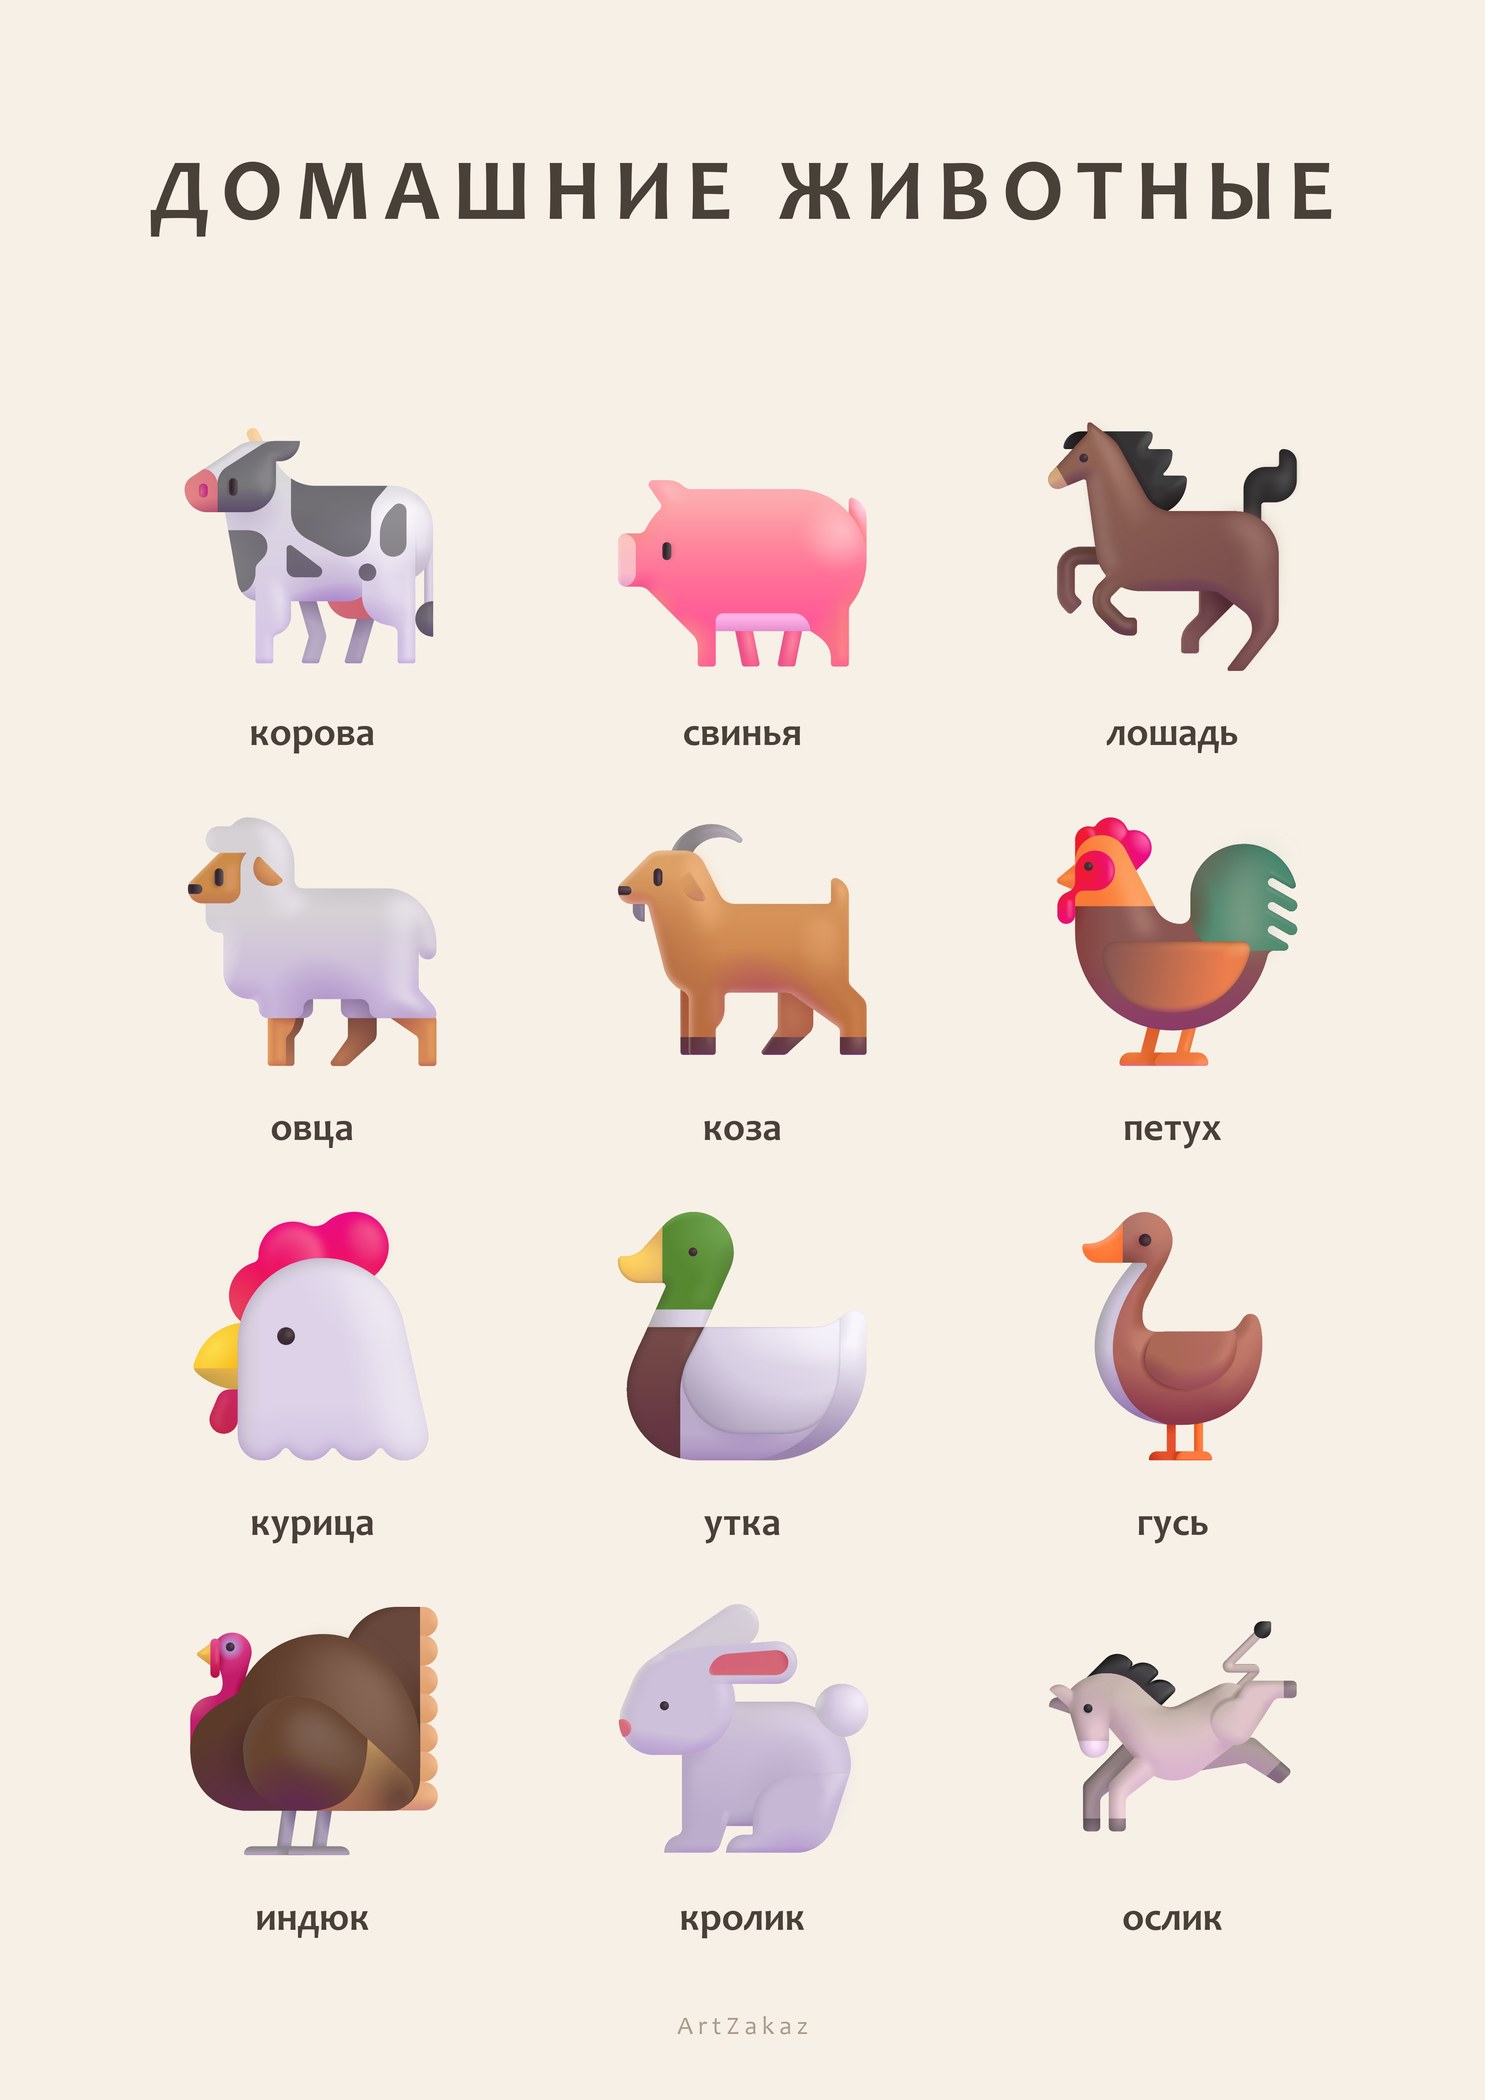 ДОМАШНИЕ ЖИВОТНЫЕ
корова
свинья
лошадь
овца
коза
петух
курица
утка
гусь
индюк
кролик
ослик
ArtZakaz